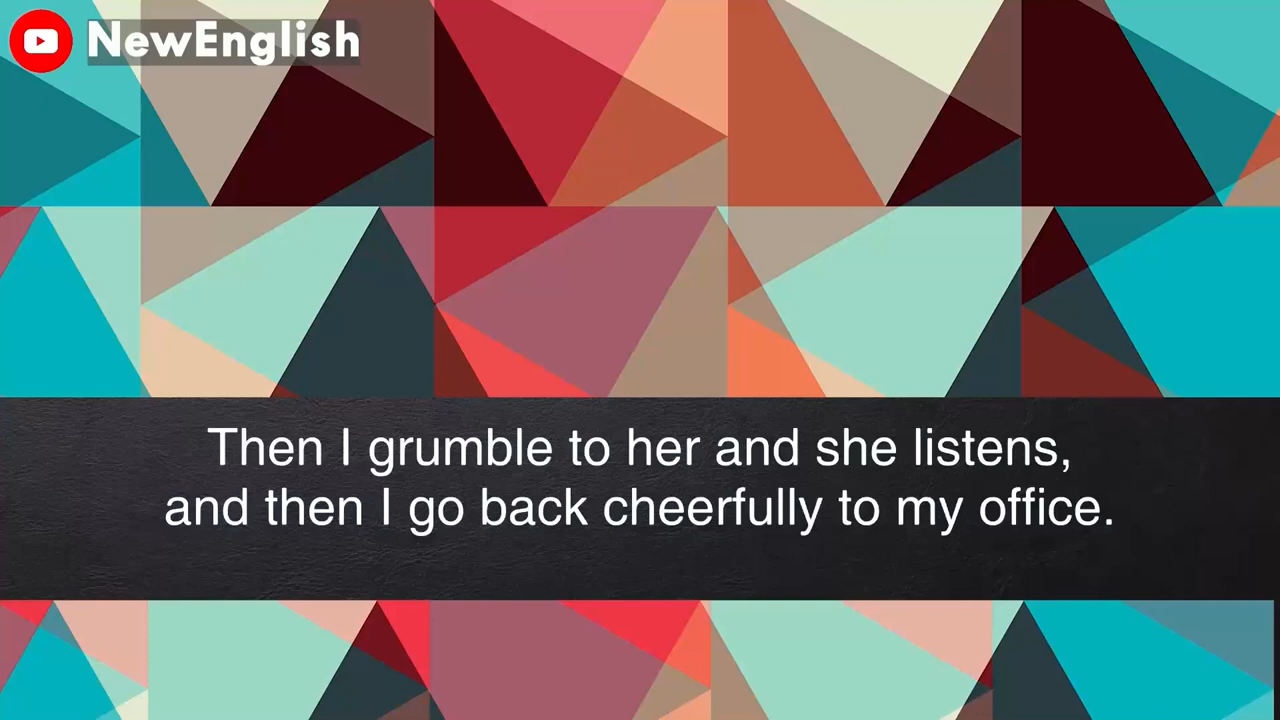 NewEnglish
Then I grumble to her and she listens,
and then I go back cheerfully to my office.